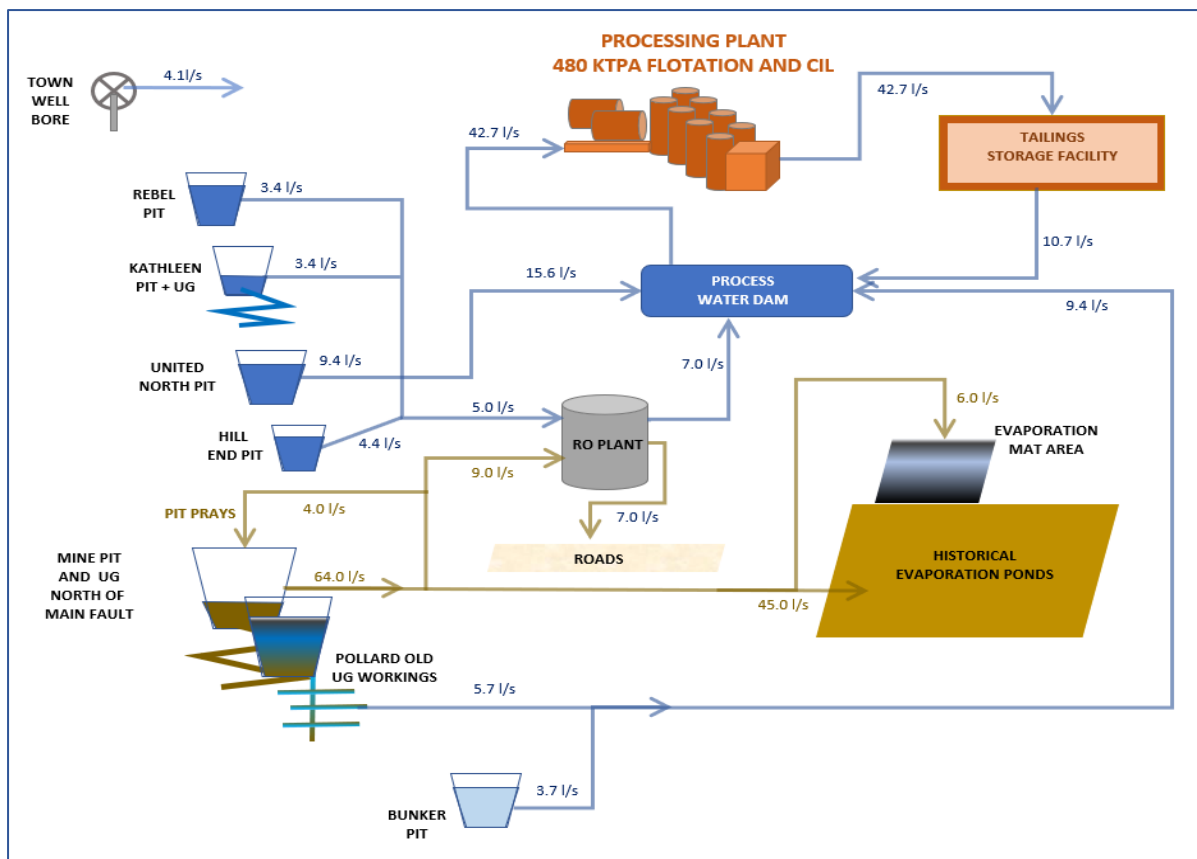 PROCESSING PLANT
480 KTPA FLOTATION AND CIL
TOWN
WELL
BORE
4.1l/s
42.7 l/s
42.7 l/s
TAILINGS
STORAGE FACILITY
REBEL
PIT
3.4 l/s
10.7 l/s
KATHLEEN
PIT + UG
3.4 l/s
15.6 l/s
PROCESS
WATER DAM
9.4 l/s
UNITED
NORTH PIT
9.4 l/s
7.0 l/s
6.0 l/s
HILL
END PIT
4.4 l/s
5.0 l/s
RO PLANT
EVAPORATION
MAT AREA
9.0 l/s
PIT PRAYS
4.0 l/s
7.0 l/s
MINE PIT
AND UG
NORTH OF
MAIN FAULT
64.0 l/s
ROADS
45.0 l/s
HISTORICAL
EVAPORATION PONDS
POLLARD OLD
UG WORKINGS
5.7 l/s
BUNKER
PIT
3.7 l/s